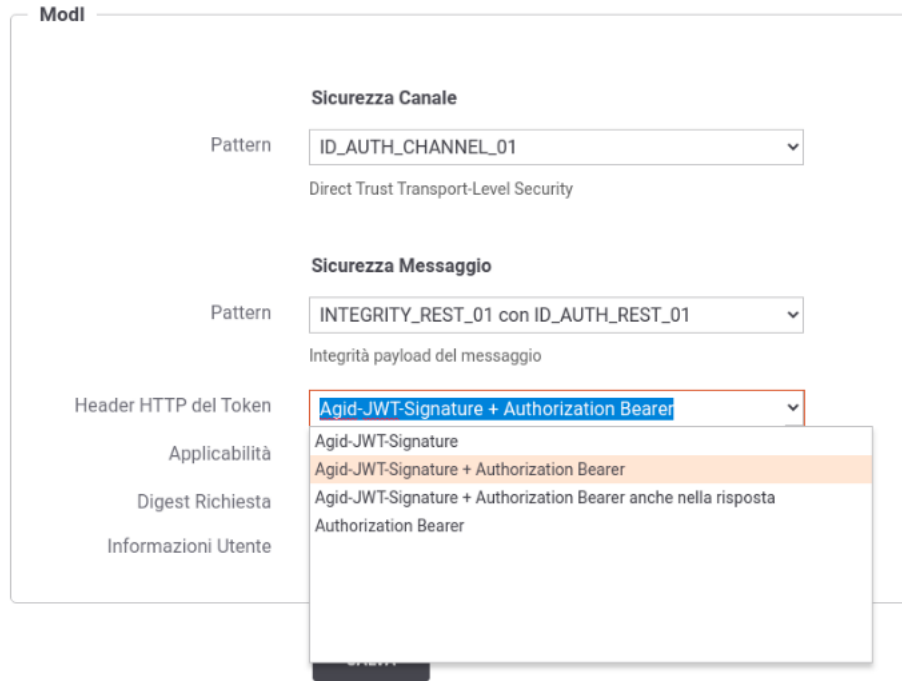 ModI
Sicurezza Canale
Pattern
ID_AUTH_CHANNEL_01
Direct Trust Transport-Level Security
Sicurezza Messaggio
Pattern
INTEGRITY_REST_01 con ID_AUTH_REST_01
Integrità payload del messaggio
Header HTTP del Token
Agid-JWT-Signature + Authorization Bearer
Agid-JWT-Signature
Applicabilità
Agid-JWT-Signature + Authorization Bearer
Digest Richiesta
Agid-JWT-Signature + Authorization Bearer anche nella risposta
Authorization Bearer
Informazioni Utente